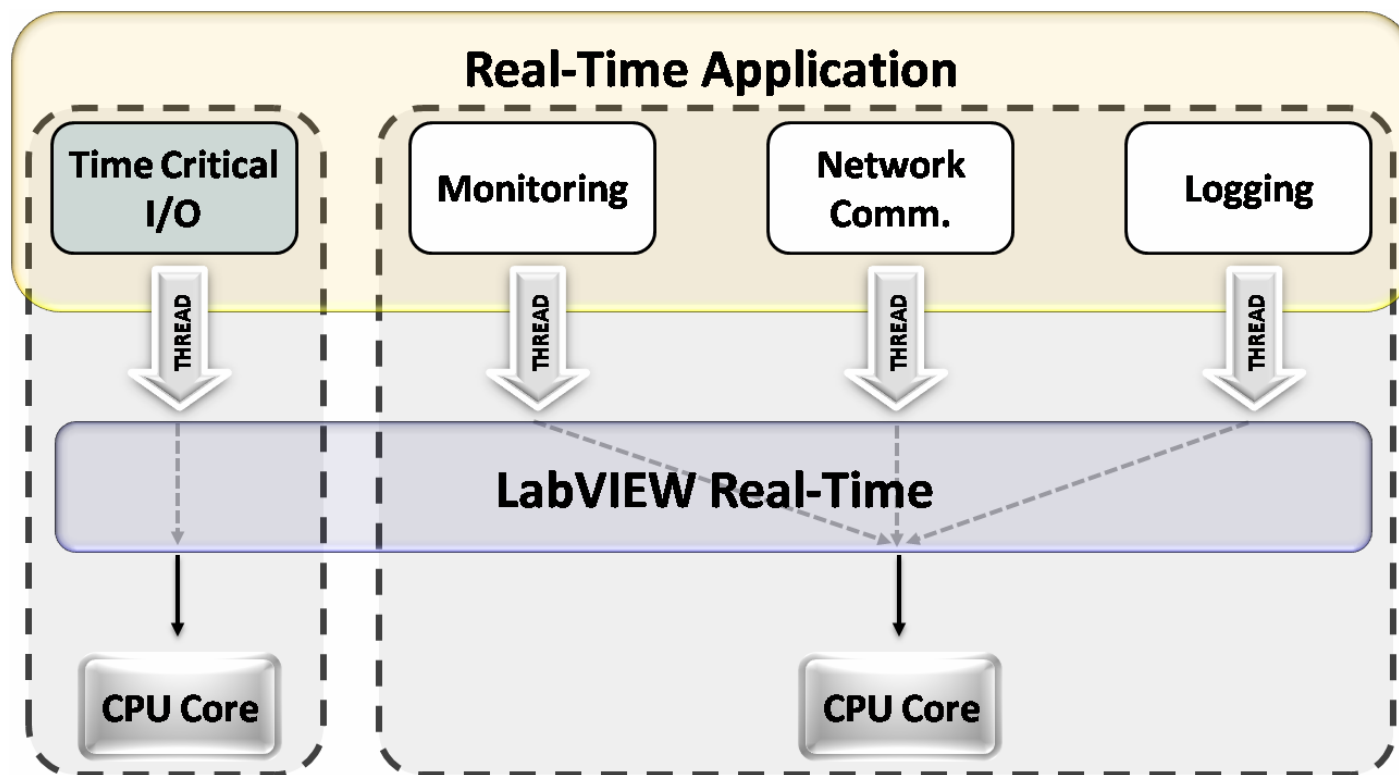 Real-Time Application
Time Critical
I/O
Monitoring
Network
Comm.
Logging
THREAD
THREAD
THREAD
THREAD
LabVIEW Real-Time
CPU Core
CPU Core